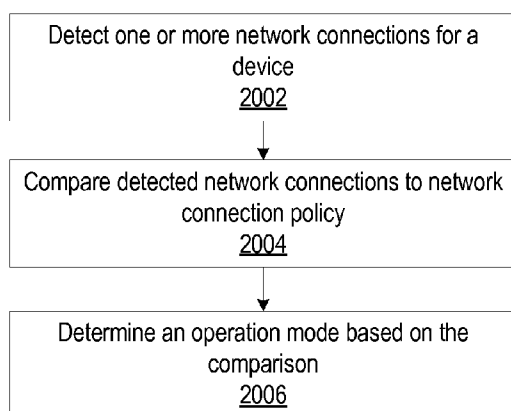 Detect one or more network connections for a
device
2002
Compare detected network connections to network
connection policy
2004
Determine an operation mode based on the
comparison
2006